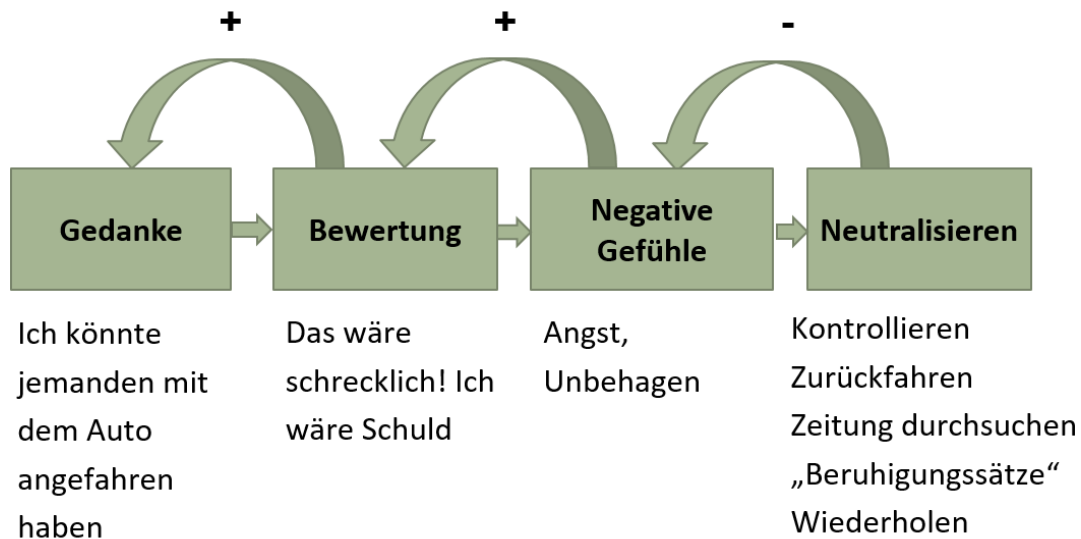 +
+
-
Gedanke
Bewertung
Negative
Gefühle
Neutralisieren
Ich könnte
jemanden mit
dem Auto
angefahren
haben
Das wäre
schrecklich! Ich
wäre Schuld
Angst,
Unbehagen
Kontrollieren
Zurückfahren
Zeitung durchsuchen
„Beruhigungssätze“
Wiederholen